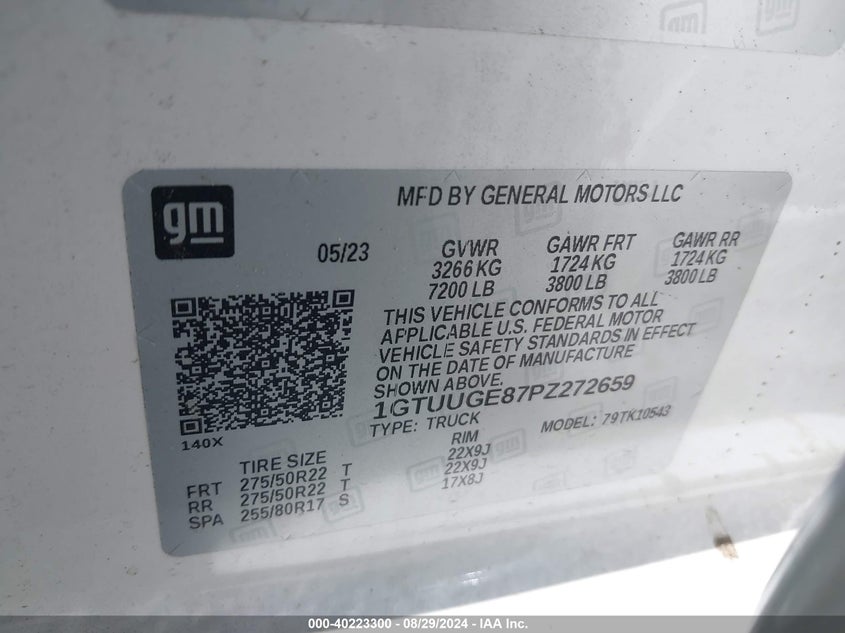 gm
MFD BY GENERAL MOTORS LLC
05/23
GVWR GAWR FRT GAWR RR
3266 KG 1724 KG 1724 KG
7200 LB 3800 LB 3800 LB
THIS VEHICLE CONFORMS TO ALL
APPLICABLE U.S. FEDERAL MOTOR
VEHICLE SAFETY STANDARDS IN EFFECT
ON THE DATE OF MANUFACTURE
SHOWN ABOVE.
1GTUUGE87PZ272659
TYPE: TRUCK MODEL: 79TK10543
140X
TIRE SIZE RIM
FRT 275/50R22 T 22X9J
RR 275/50R22 T 22X9J
SPA 255/80R17 S 17X8J
000-40223300 - 08/29/2024 - IAA Inc.